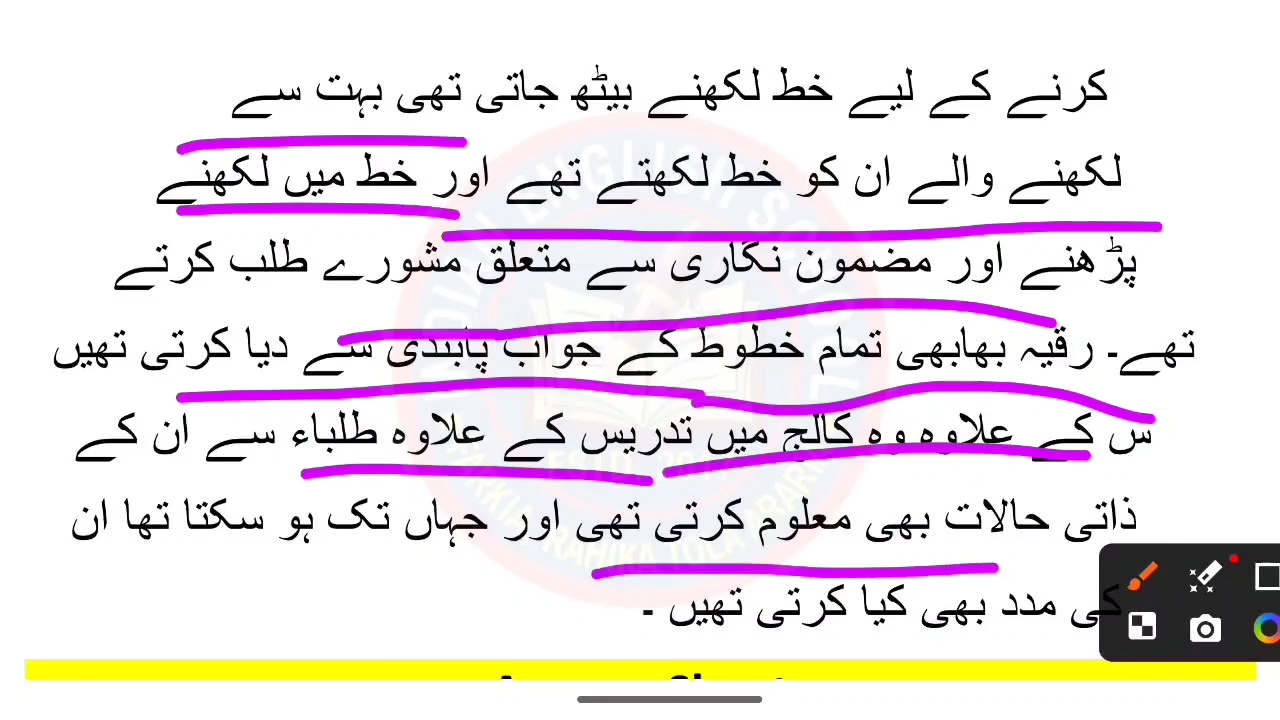 کرنے کے لیے خط لکھنے بیٹھ جاتی تھی بہت سے
لکھنے والے ان کو خط لکھتے تھے اور خط میں لکھنے
پڑھنے اور مضمون نگاری سے متعلق مشورے طلب کرتے
تھے۔ رقیہ بھابھی تمام خطوط کے جواب پابندی سے دیا کرتی تھیں
س کے علاوہ وہ کالج میں تدریس کے علاوہ طلباء سے ان کے
ذاتی حالات بھی معلوم کرتی تھی اور جہاں تک ہو سکتا تھا ان
کی مدد بھی کیا کرتی تھیں ۔